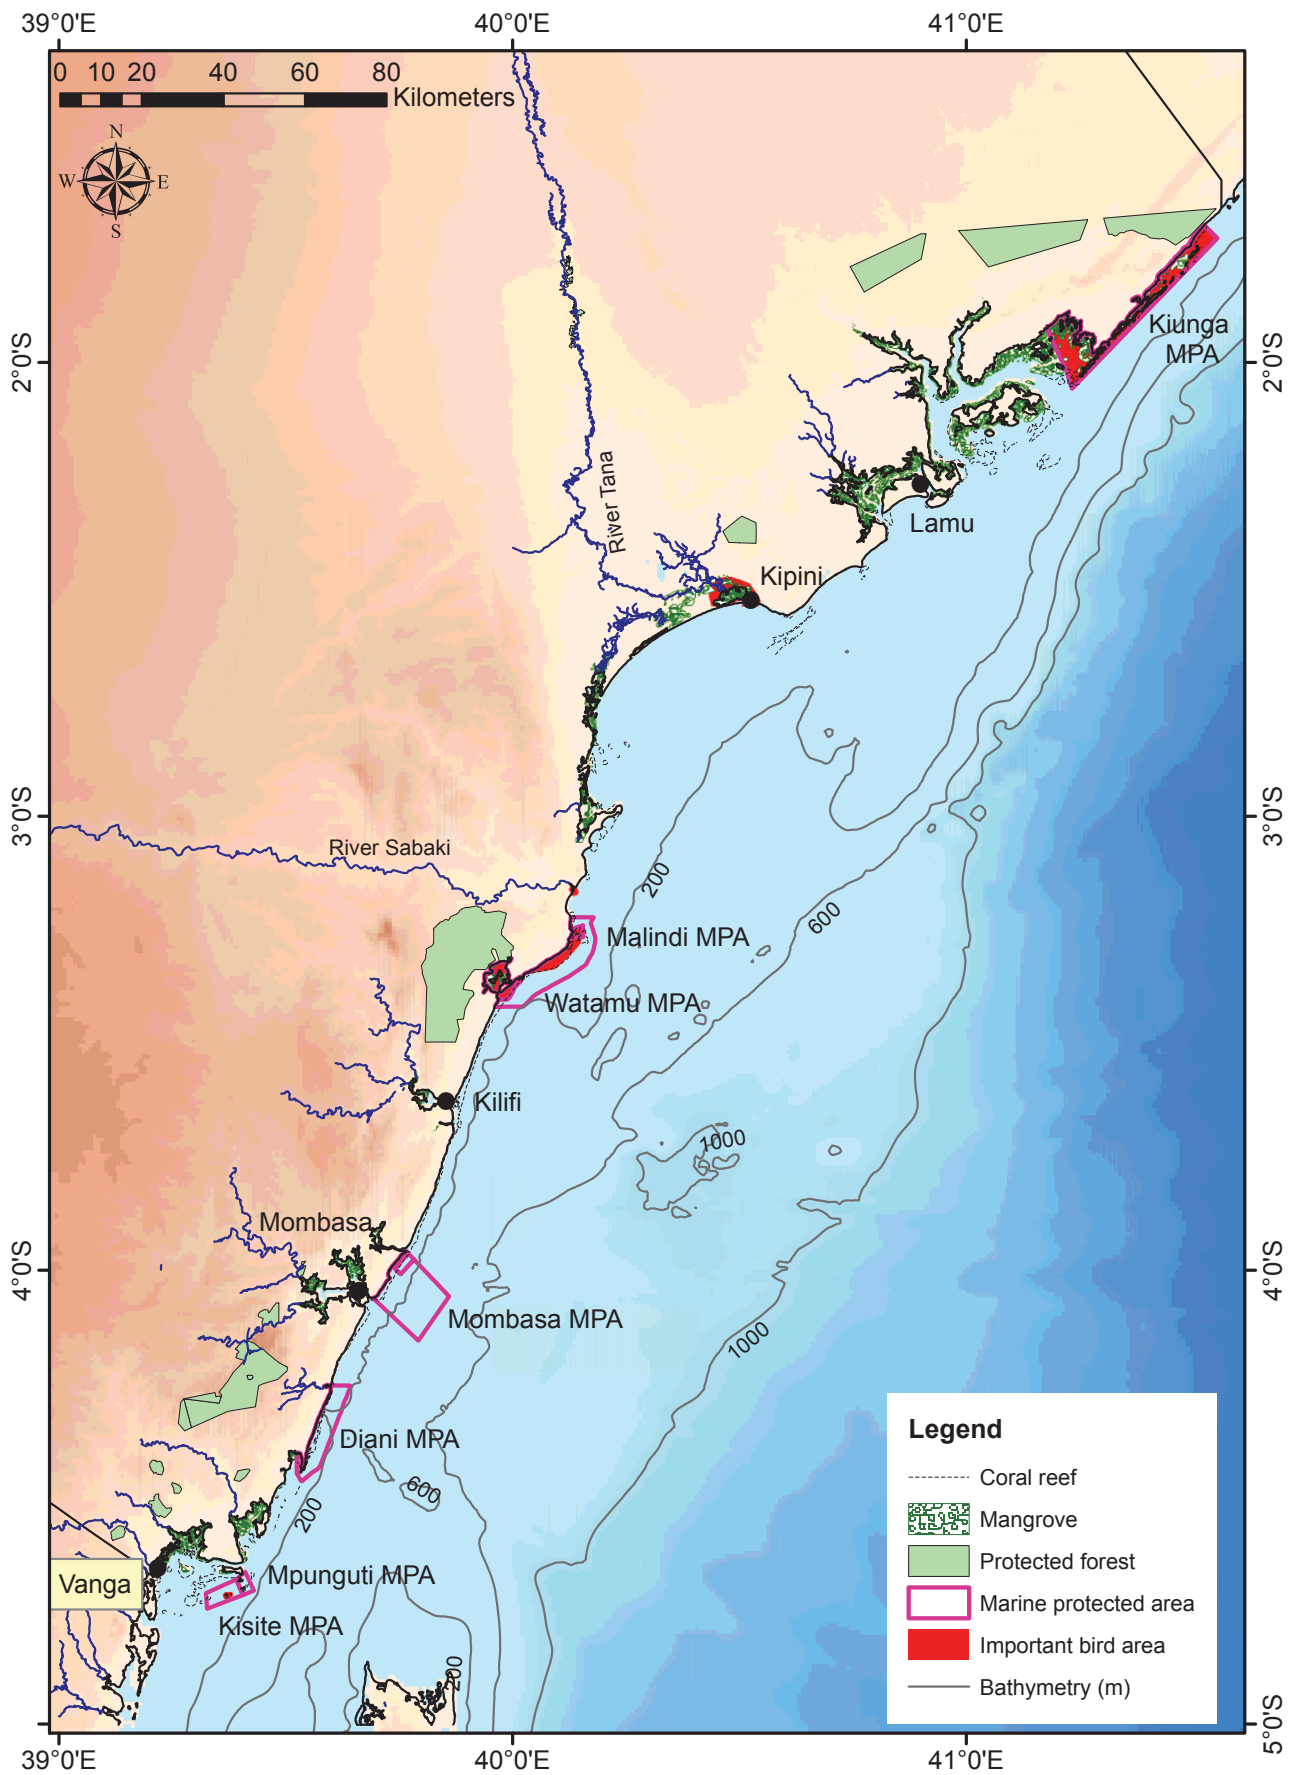 39°0'E
40°0'E
41°0'E
0
10
20
40
60
80
Kilometers
N
W
E
S
2°0'S
2°0'S
Kiunga
MPA
River Tana
Lamu
Kipini
3°0'S
3°0'S
River Sabaki
200
600
Malindi MPA
Watamu MPA
Kilifi
1000
Mombasa
4°0'S
4°0'S
Mombasa MPA
1000
Diani MPA
600
200
Mpunguti MPA
Vanga
Kisite MPA
200
Legend
Coral reef
Mangrove
Protected forest
Marine protected area
Important bird area
Bathymetry (m)
5°0'S
39°0'E
40°0'E
41°0'E